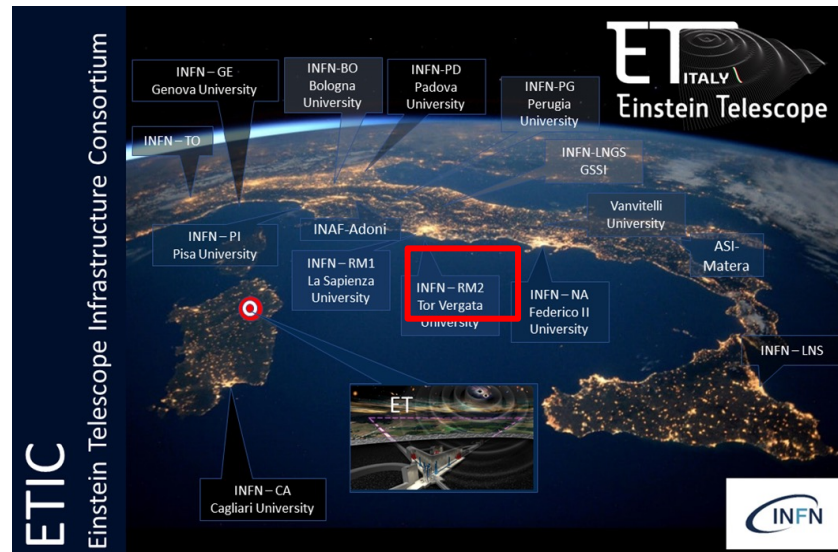 ETIC
Einstein Telescope Infrastructure Consortium
ET
ITALY
Einstein Telescope
INFN – GE
Genova University
INFN-BO
Bologna
University
INFN-PD
Padova
University
INFN-PG
Perugia
University
INFN – TO
INFN-LNGS
GSSI
Vanvitelli
University
INFN – PI
Pisa University
INAF-Adoni
ASI-
Matera
INFN – RM1
La Sapienza
University
INFN – RM2
Tor Vergata
University
INFN – NA
Federico II
University
INFN – LNS
ET
INFN – CA
Cagliari University
INFN